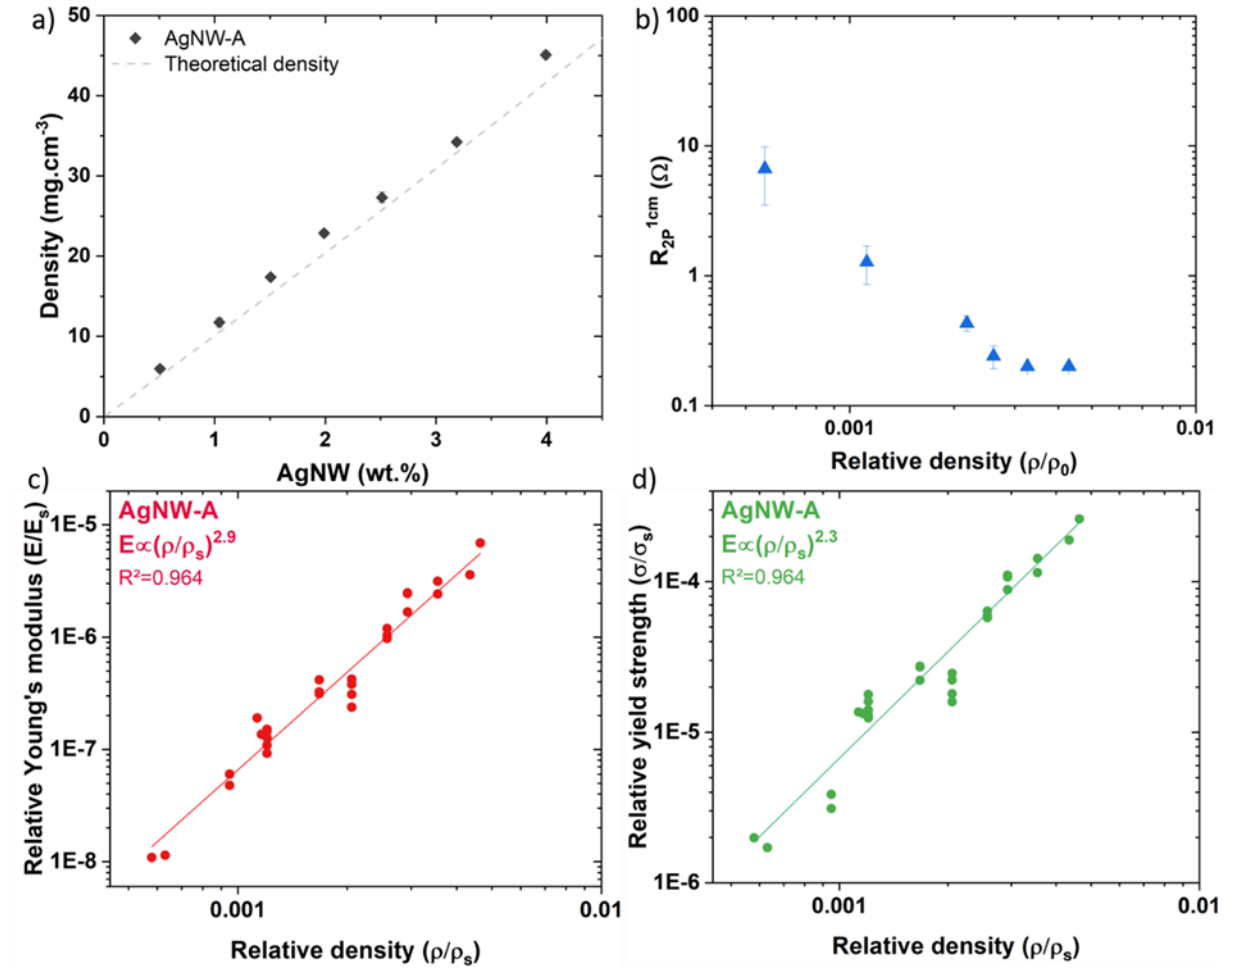 a)
50
40
30
20
10
0
Density (mg.cm⁻³)
AgNW-A
Theoretical density
0 1 2 3 4
AgNW (wt.%)
b)
100
10
1
0.1
R₂P¹ᶜᵐ (Ω)
0.001 0.01
Relative density (ρ/ρ₀)
c)
AgNW-A
E∝(ρ/ρₛ)²·⁹
R²=0.964
1E-5
1E-6
1E-7
1E-8
Relative Young's modulus (E/Eₛ)
0.001 0.01
Relative density (ρ/ρₛ)
d)
AgNW-A
E∝(ρ/ρₛ)²·³
R²=0.964
1E-4
1E-5
1E-6
Relative yield strength (σ/σₛ)
0.001 0.01
Relative density (ρ/ρₛ)